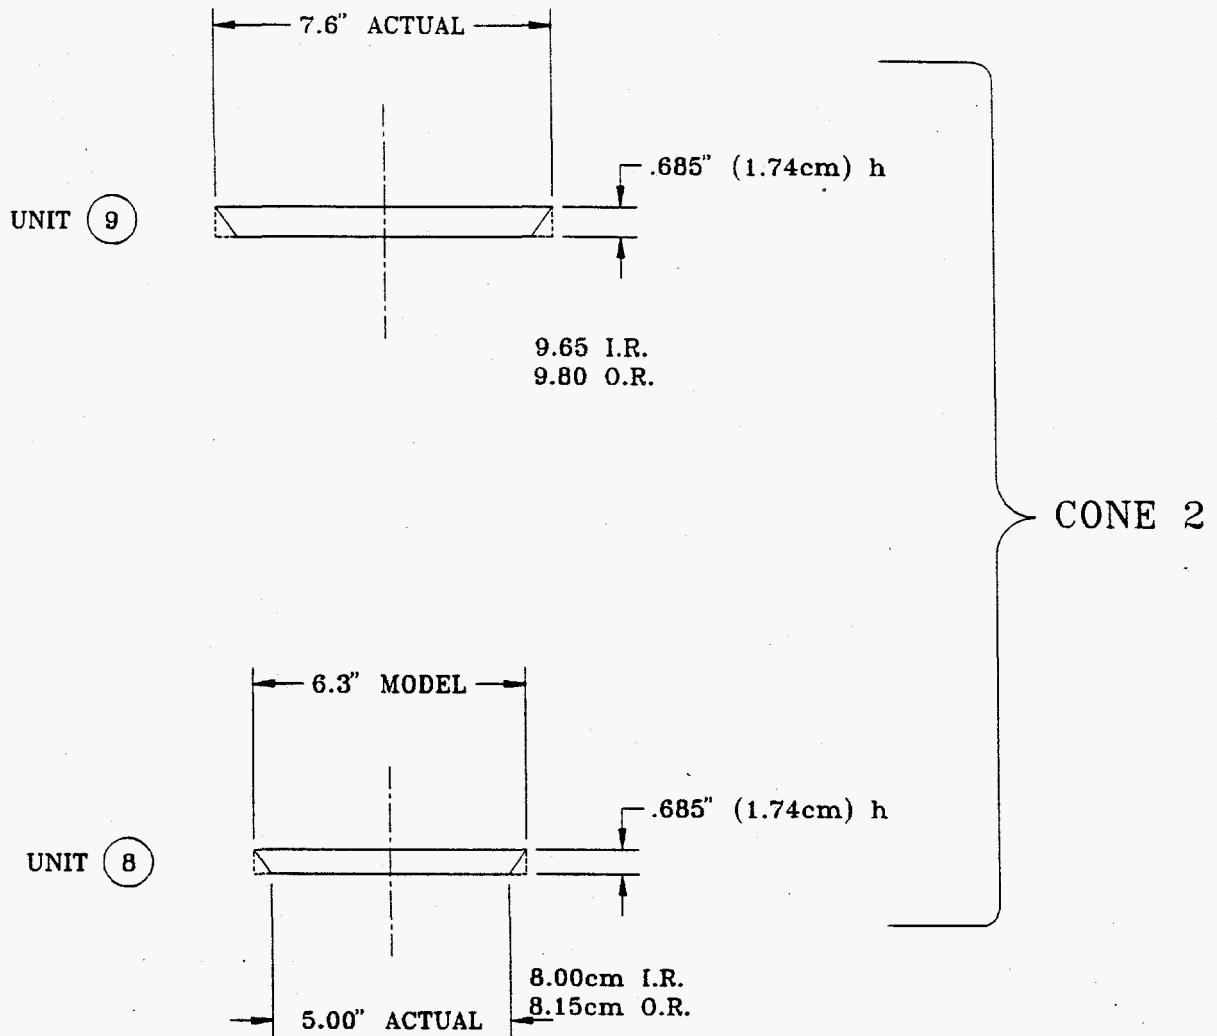 7.6" ACTUAL
.685" (1.74cm) h
UNIT 9
9.65 I.R.
9.80 O.R.
CONE 2
6.3" MODEL
.685" (1.74cm) h
UNIT 8
8.00cm I.R.
8.15cm O.R.
5.00" ACTUAL